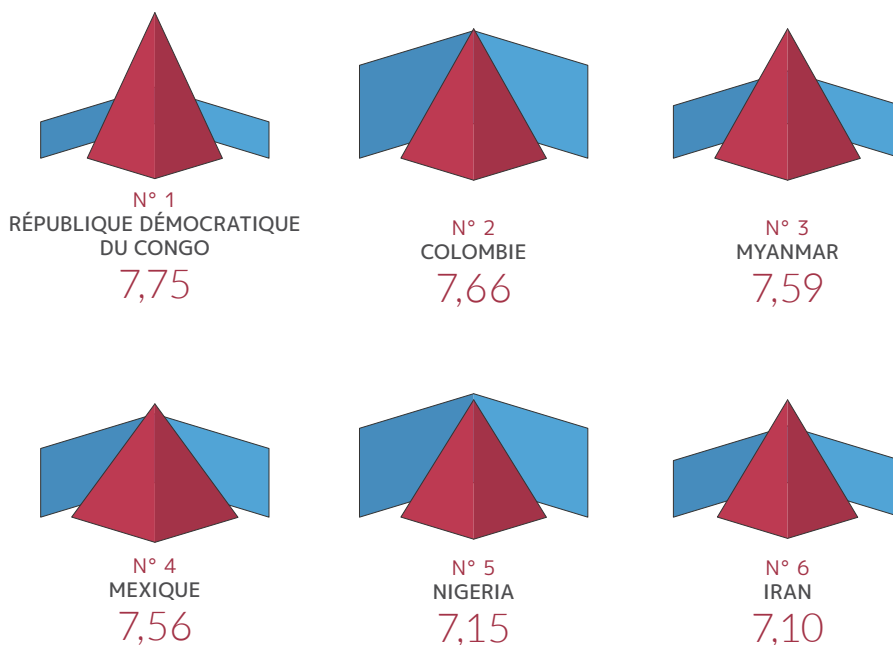 N° 1
RÉPUBLIQUE DÉMOCRATIQUE
DU CONGO
7,75
N° 2
COLOMBIE
7,66
N° 3
MYANMAR
7,59
N° 4
MEXIQUE
7,56
N° 5
NIGERIA
7,15
N° 6
IRAN
7,10